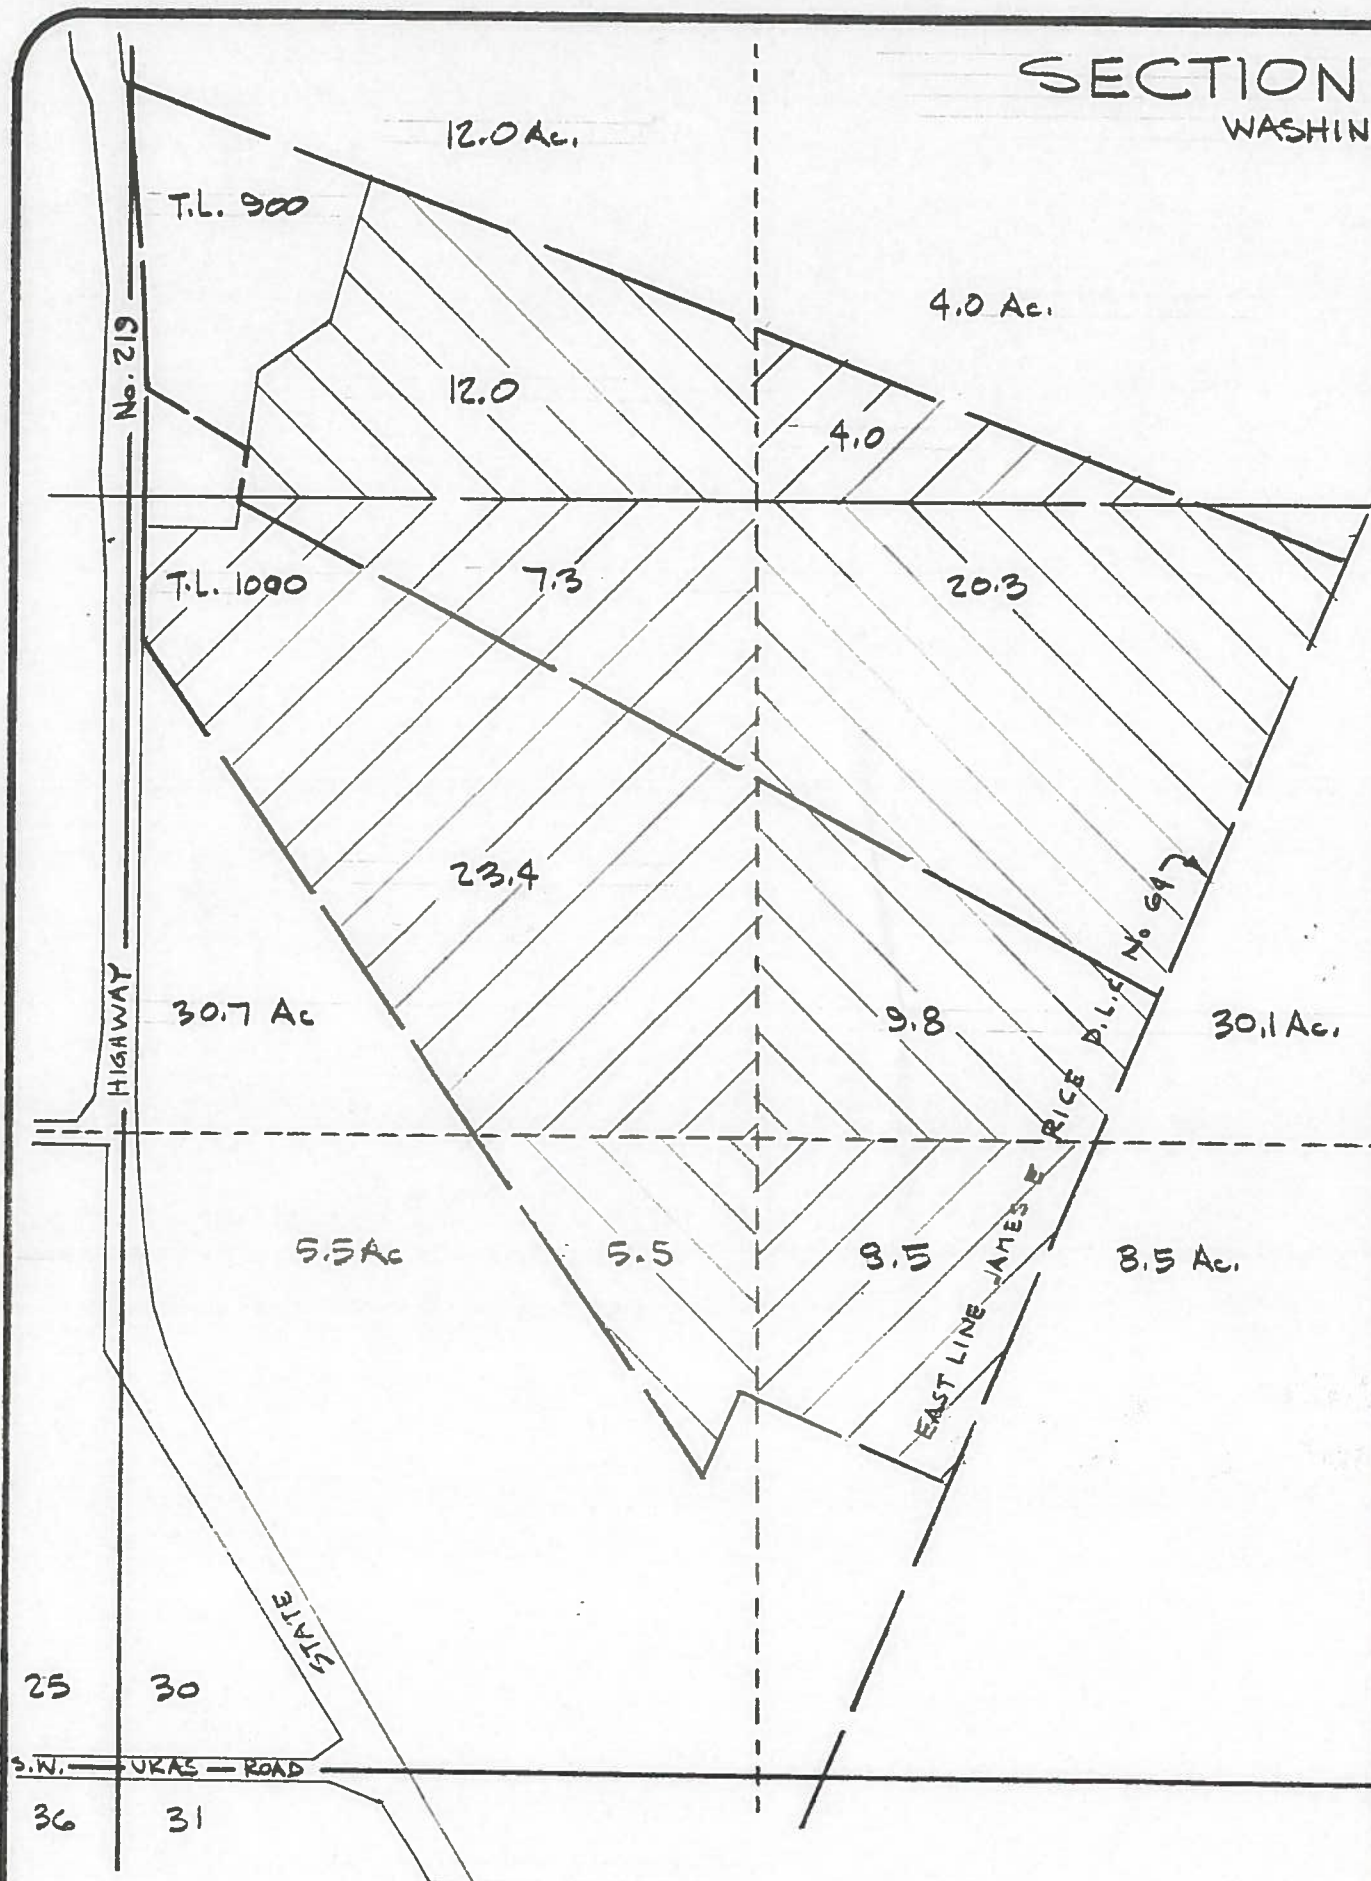 SECTION
WASHIN
12.0 Ac.
T.L. 900
4.0 Ac.
No. 219
12.0
4.0
T.L. 1000
7.3
20.3
23.4
No 64
HIGHWAY
30.7 Ac
9.8
30.1 Ac.
EAST LINE JAMES E RICE D.L.C
5.5 Ac
5.5
8.5
8.5 Ac.
STATE
25
30
S.W. UKAS ROAD
36
31